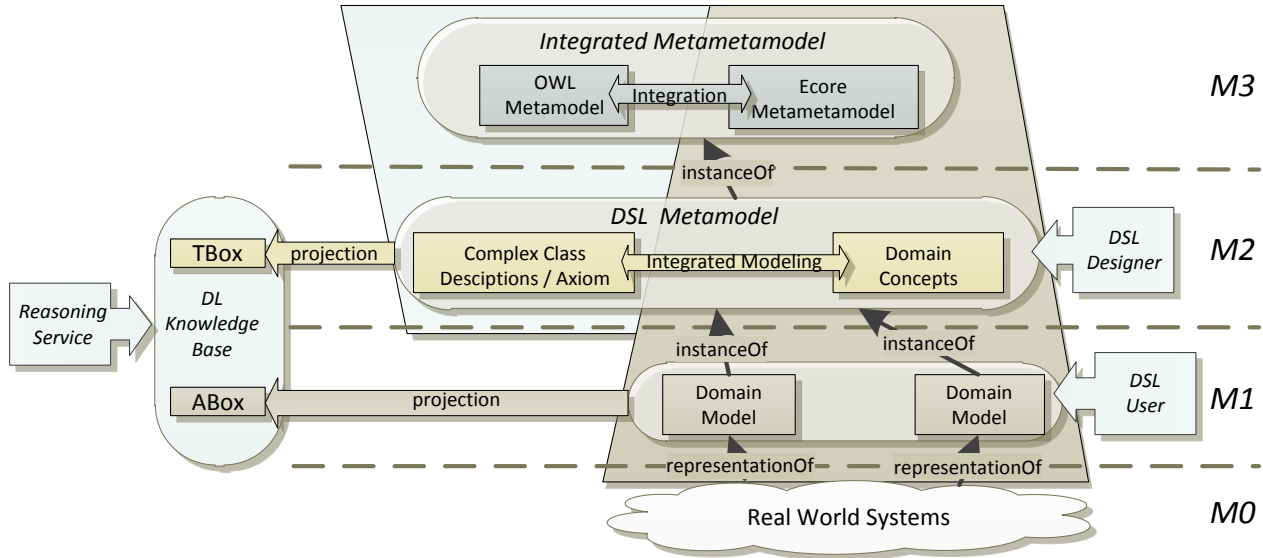 Integrated Metametamodel
OWL
Metamodel
Integration
Ecore
Metametamodel
M3
instanceOf
DSL Metamodel
TBox
projection
Complex Class
Desciptions / Axiom
Integrated Modeling
Domain
Concepts
DSL
Designer
M2
Reasoning
Service
DL
Knowledge
Base
instanceOf
instanceOf
ABox
projection
Domain
Model
Domain
Model
DSL
User
M1
representationOf
representationOf
Real World Systems
M0